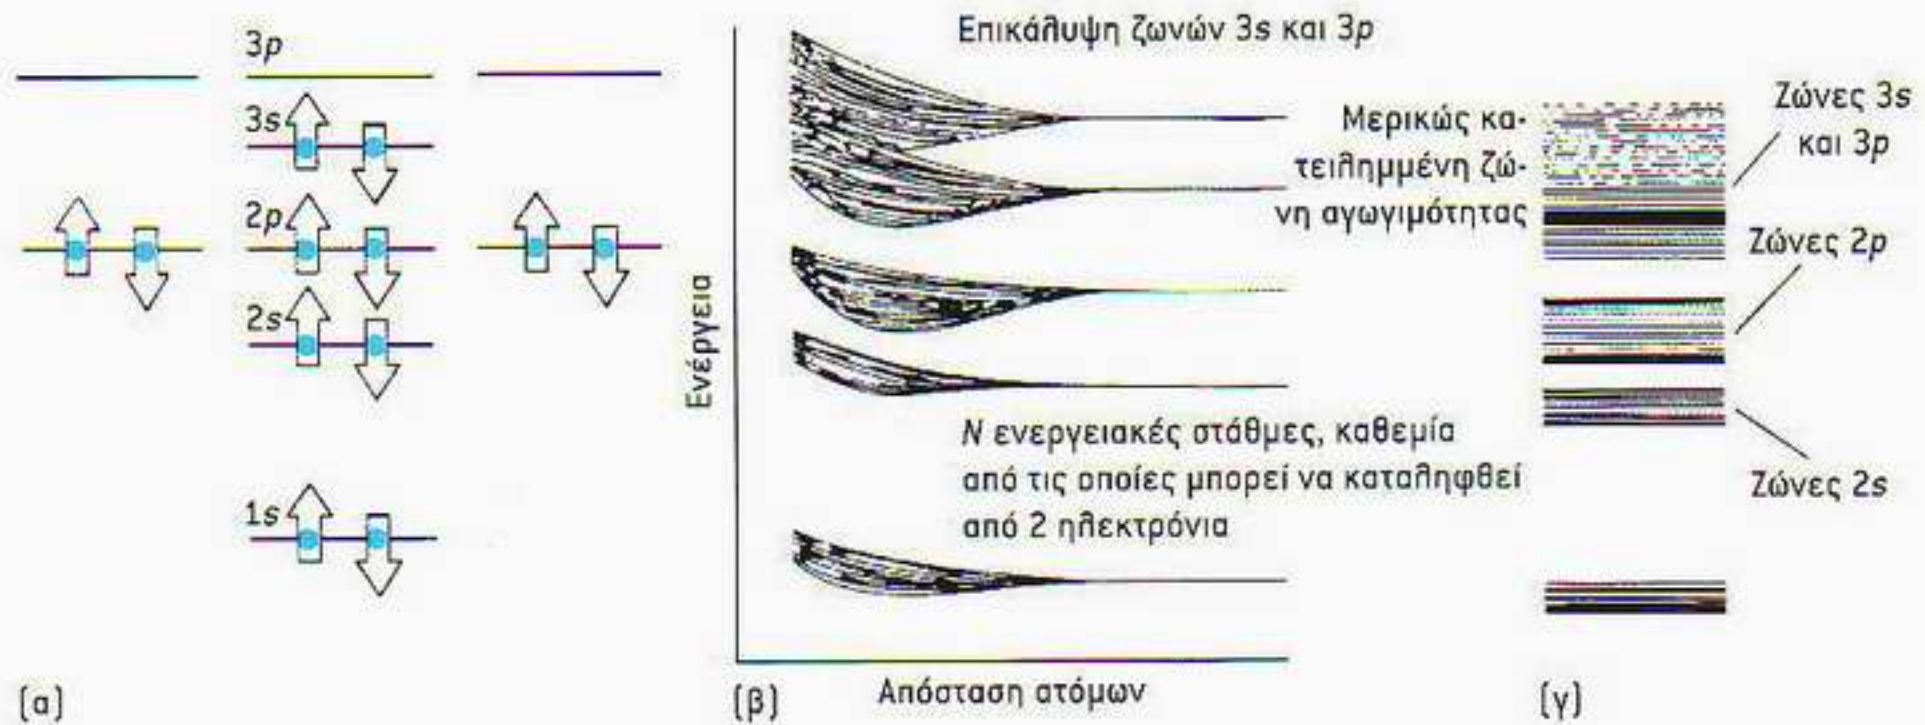 3p
3s
2p
2s
1s
(α)
Ενέργεια
Επικάλυψη ζωνών 3s και 3p
N ενεργειακές στάθμες, καθεμία
από τις οποίες μπορεί να καταληφθεί
από 2 ηλεκτρόνια
Απόσταση ατόμων
(β)
Μερικώς κα-
τειλημμένη ζώ-
νη αγωγιμότητας
Ζώνες 3s
και 3p
Ζώνες 2p
Ζώνες 2s
(γ)